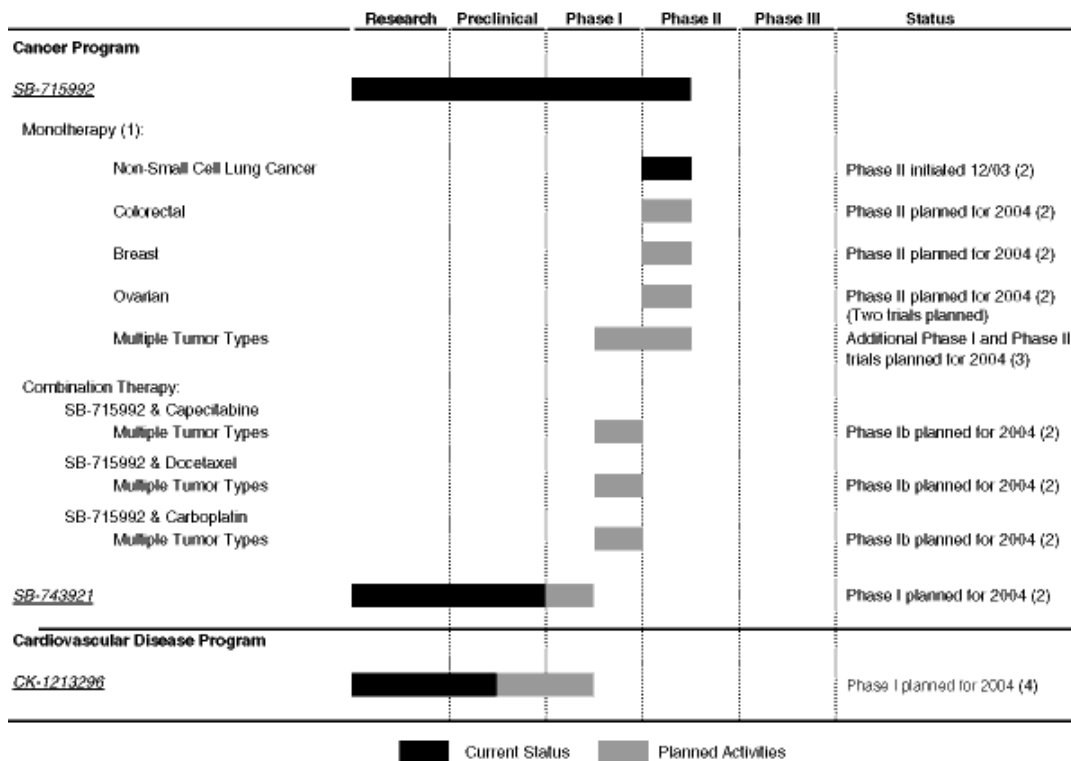 Research Preclinical Phase I Phase II Phase III Status
Cancer Program
SB-715992
Monotherapy (1):
Non-Small Cell Lung Cancer Phase II initiated 12/03 (2)
Colorectal Phase II planned for 2004 (2)
Breast Phase II planned for 2004 (2)
Ovarian Phase II planned for 2004 (2)
(Two trials planned)
Multiple Tumor Types Additional Phase I and Phase II
trials planned for 2004 (3)
Combination Therapy:
SB-715992 & Capecitabine
Multiple Tumor Types Phase Ib planned for 2004 (2)
SB-715992 & Docetaxel
Multiple Tumor Types Phase Ib planned for 2004 (2)
SB-715992 & Carboplatin
Multiple Tumor Types Phase Ib planned for 2004 (2)
SB-743921 Phase I planned for 2004 (2)
Cardiovascular Disease Program
CK-1213296 Phase I planned for 2004 (4)
Current Status Planned Activities